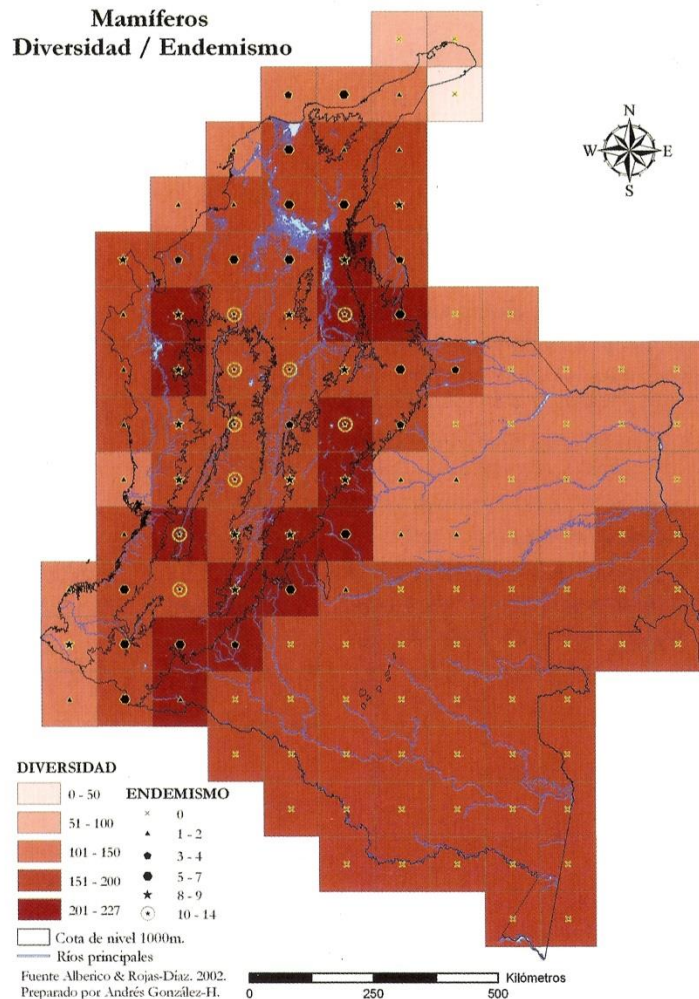 Mamíferos
Diversidad / Endemismo
N
W E
S
DIVERSIDAD
0 - 50
51 - 100
101 - 150
151 - 200
201 - 227
ENDEMISMO
0
1 - 2
3 - 4
5 - 7
8 - 9
10 - 14
Cota de nivel 1000m.
Ríos principales
Fuente Alberico & Rojas-Díaz. 2002.
Preparado por Andrés González-H.
Kilómetros
0 250 500